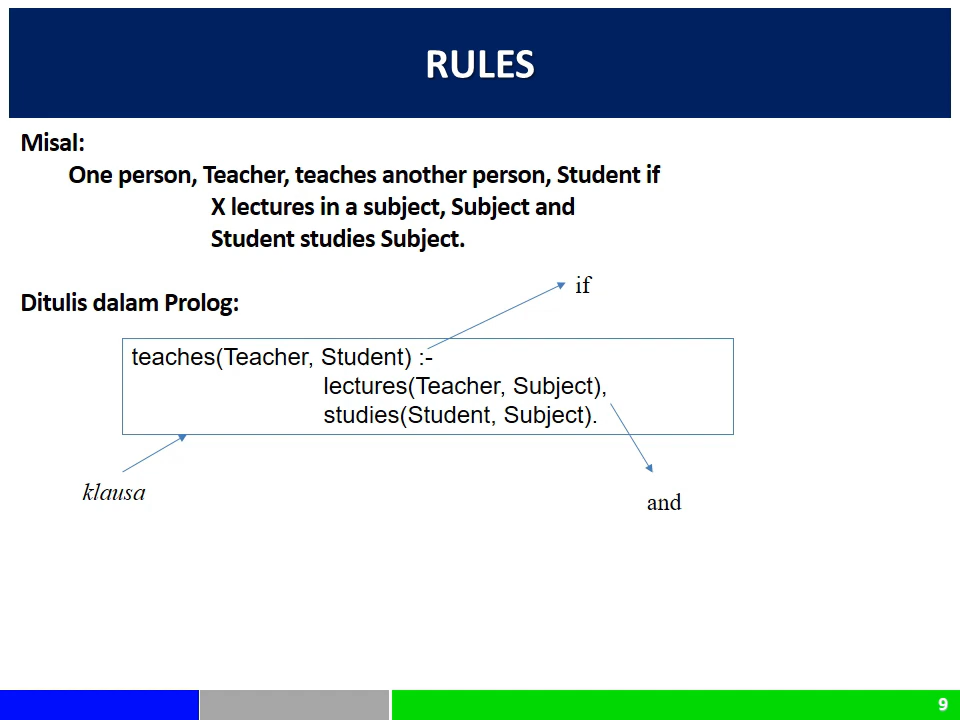 RULES
Misal:
One person, Teacher, teaches another person, Student if
X lectures in a subject, Subject and
Student studies Subject.
if
Ditulis dalam Prolog:
teaches(Teacher, Student) :-
lectures(Teacher, Subject),
studies(Student, Subject).
klausa
and
9